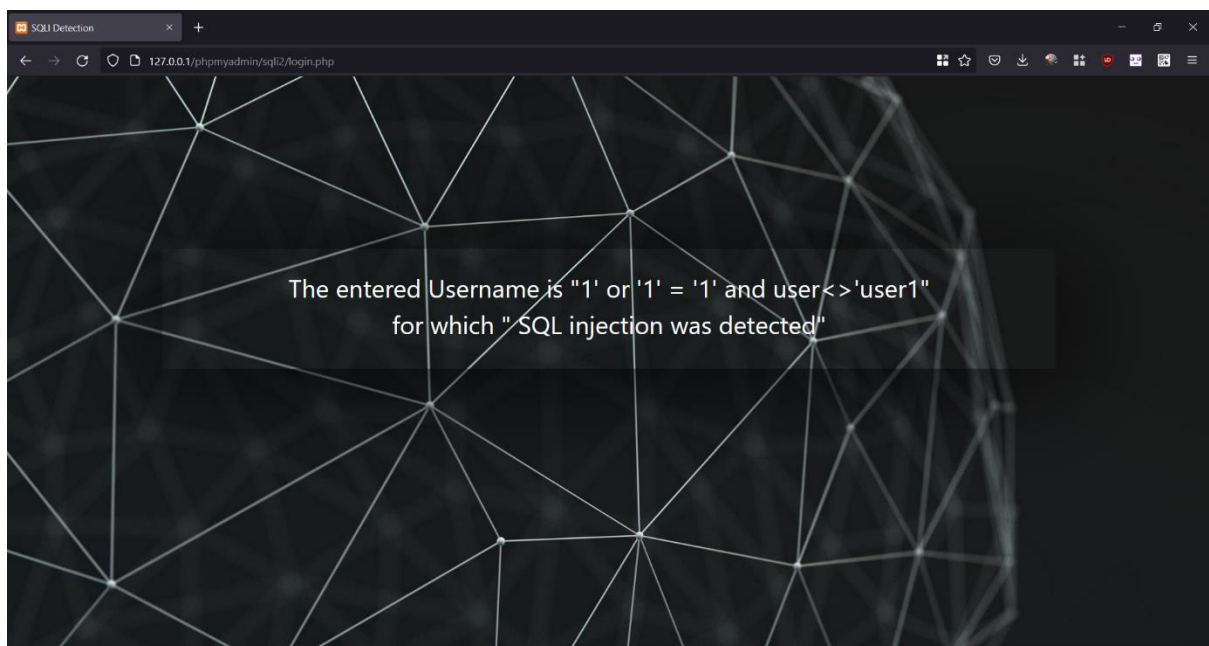 SQLI Detection
127.0.0.1/phpmyadmin/sqli2/login.php
The entered Username is "1' or '1' = '1' and user<>'user1"
for which " SQL injection was detected"